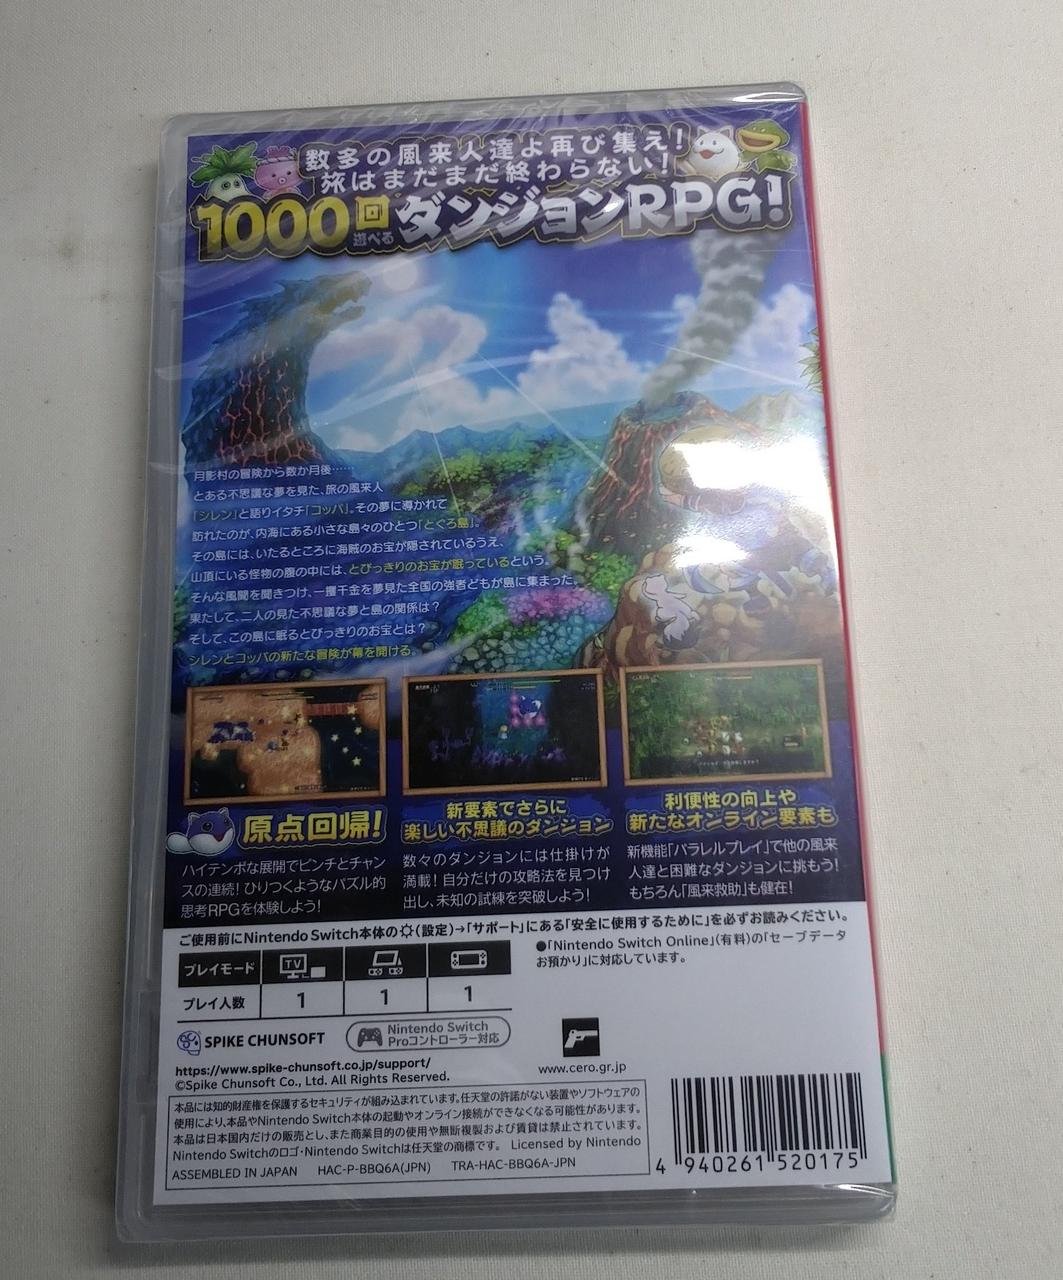 数多の風来人達よ再び集え!
旅はまだまだ終わらない!
1000回遊べるダンジョンRPG!
月影村の冒険から数か月後……
とある不思議な夢を見た、旅の風来人
「シレン」と語りイタチ「コッパ」。その夢に導かれて
訪れたのが、内海にある小さな島々のひとつ「とぐろ島」。
その島には、いたるところに海賊のお宝が隠されているうえ、
山頂にいる怪物の腹の中には、とびっきりのお宝が眠っているという。
そんな風聞を聞きつけ、一攫千金を夢見た全国の強者どもが島に集まった。
果たして、二人の見た不思議な夢と島の関係は?
そして、この島に眠るとびっきりのお宝とは?
シレンとコッパの新たな冒険が幕を開ける。
原点回帰!
ハイテンポな展開でピンチとチャン
スの連続! ひりつくようなパズル的
思考RPGを体験しよう!
新要素でさらに
楽しい不思議のダンジョン
数々のダンジョンには仕掛けが
満載! 自分だけの攻略法を見つけ
出し、未知の試練を突破しよう!
利便性の向上や
新たなオンライン要素も
新機能「パラレルプレイ」で他の風来
人達と困難なダンジョンに挑もう!
もちろん「風来救助」も健在!
ご使用前にNintendo Switch本体の(設定)→「サポート」にある「安全に使用するために」を必ずお読みください。
プレイモード TV
プレイ人数 1 1 1
●「Nintendo Switch Online」(有料)の「セーブデータ
お預かり」に対応しています。
SPIKE CHUNSOFT
Nintendo Switch
Proコントローラー対応
www.cero.gr.jp
https://www.spike-chunsoft.co.jp/support/
©Spike Chunsoft Co., Ltd. All Rights Reserved.
本品には知的財産権を保護するセキュリティが組み込まれています。任天堂の許諾がない装置やソフトウェアの
使用により、本品やNintendo Switch本体の起動やオンライン接続ができなくなる可能性があります。
本品は日本国内だけの販売とし、また商業目的の使用や無断複製および賃貸は禁止されています。
Nintendo Switchのロゴ・Nintendo Switchは任天堂の商標です。 Licensed by Nintendo
ASSEMBLED IN JAPAN HAC-P-BBQ6A(JPN) TRA-HAC-BBQ6A-JPN
4 940261 520175